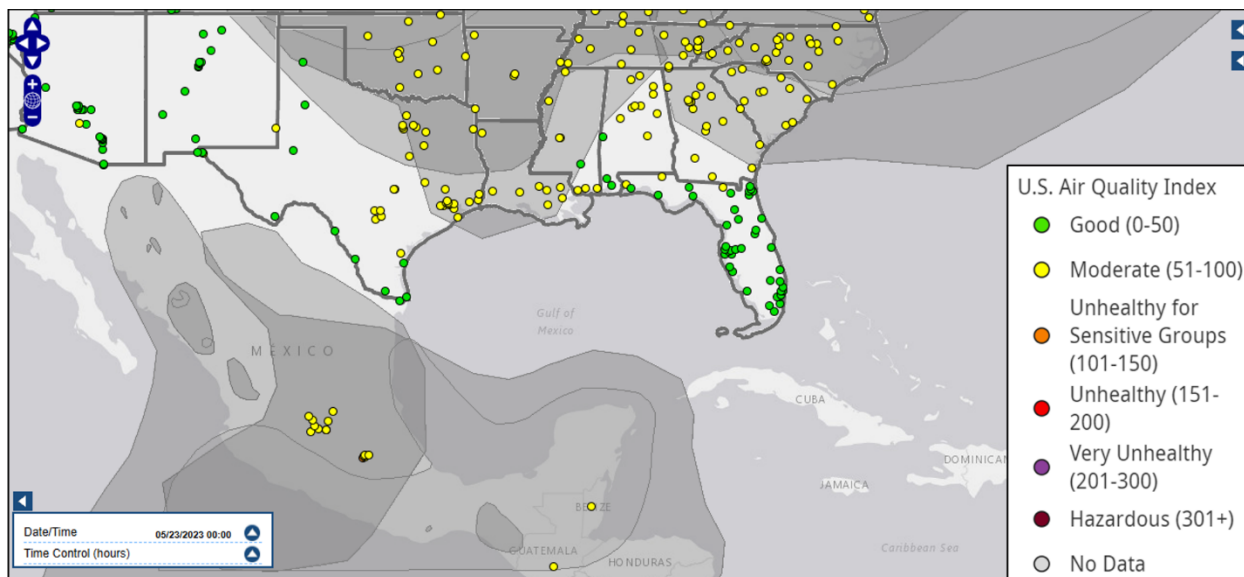 U.S. Air Quality Index
Good (0-50)
Moderate (51-100)
Unhealthy for
Sensitive Groups
(101-150)
Unhealthy (151-
200)
Very Unhealthy
(201-300)
Hazardous (301+)
No Data
Gulf of
Mexico
MÉXICO
CUBA
DOMINICAN
JAMAICA
BELIZE
GUATEMALA
HONDURAS
Caribbean Sea
Date/Time 05/23/2023 00:00
Time Control (hours)